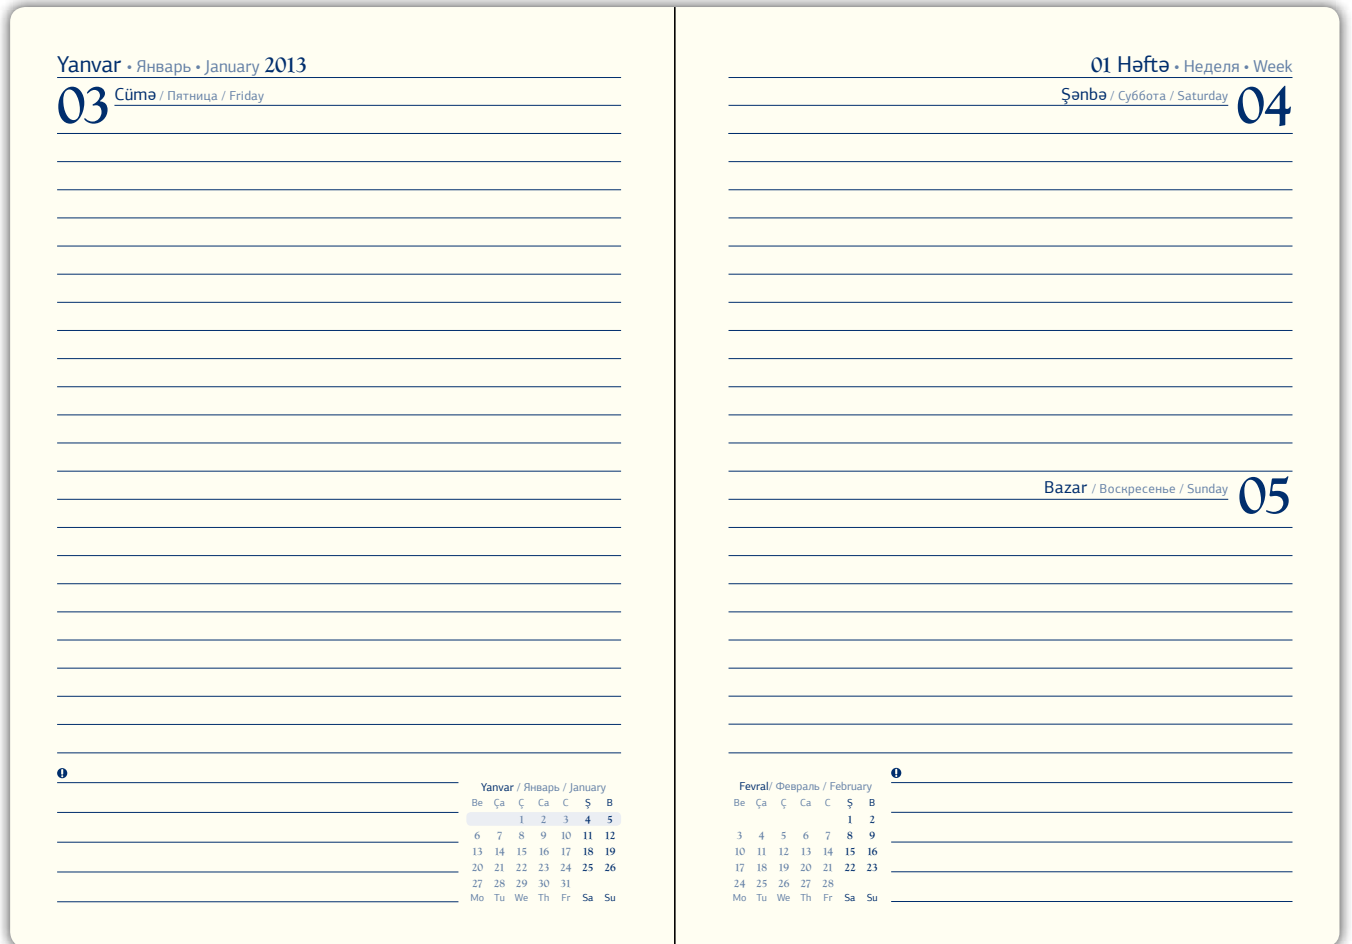 Yanvar • Январь • January 2013
03 Cümə / Пятница / Friday
Yanvar / Январь / January
Be Ça Ç Ca C Ş B
1 2 3 4 5
6 7 8 9 10 11 12
13 14 15 16 17 18 19
20 21 22 23 24 25 26
27 28 29 30 31
Mo Tu We Th Fr Sa Su
01 Həftə • Неделя • Week
Şənbə / Суббота / Saturday 04
Bazar / Воскресенье / Sunday 05
Fevral/ Февраль / February
Be Ça Ç Ca C Ş B
1 2
3 4 5 6 7 8 9
10 11 12 13 14 15 16
17 18 19 20 21 22 23
24 25 26 27 28
Mo Tu We Th Fr Sa Su